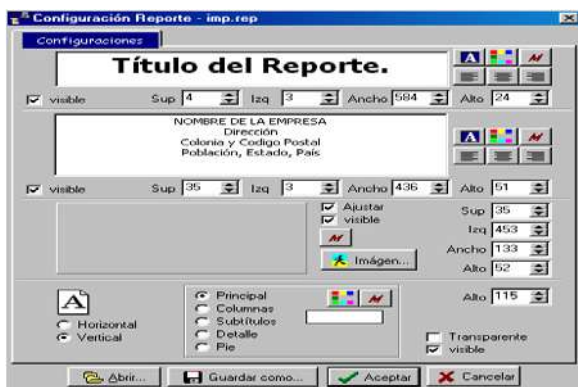 Configuración Reporte - imp.rep
Configuraciones
Título del Reporte.
visible Sup 4 Izq 3 Ancho 584 Alto 24
NOMBRE DE LA EMPRESA
Dirección
Colonia y Codigo Postal
Población, Estado, País
visible Sup 35 Izq 3 Ancho 436 Alto 51
Ajustar
visible
Imágen...
Sup 35
Izq 453
Ancho 133
Alto 52
A
Horizontal
Vertical
Principal
Columnas
Subtítulos
Detalle
Pie
Alto 115
Transparente
visible
Abrir... Guardar como... Aceptar Cancelar